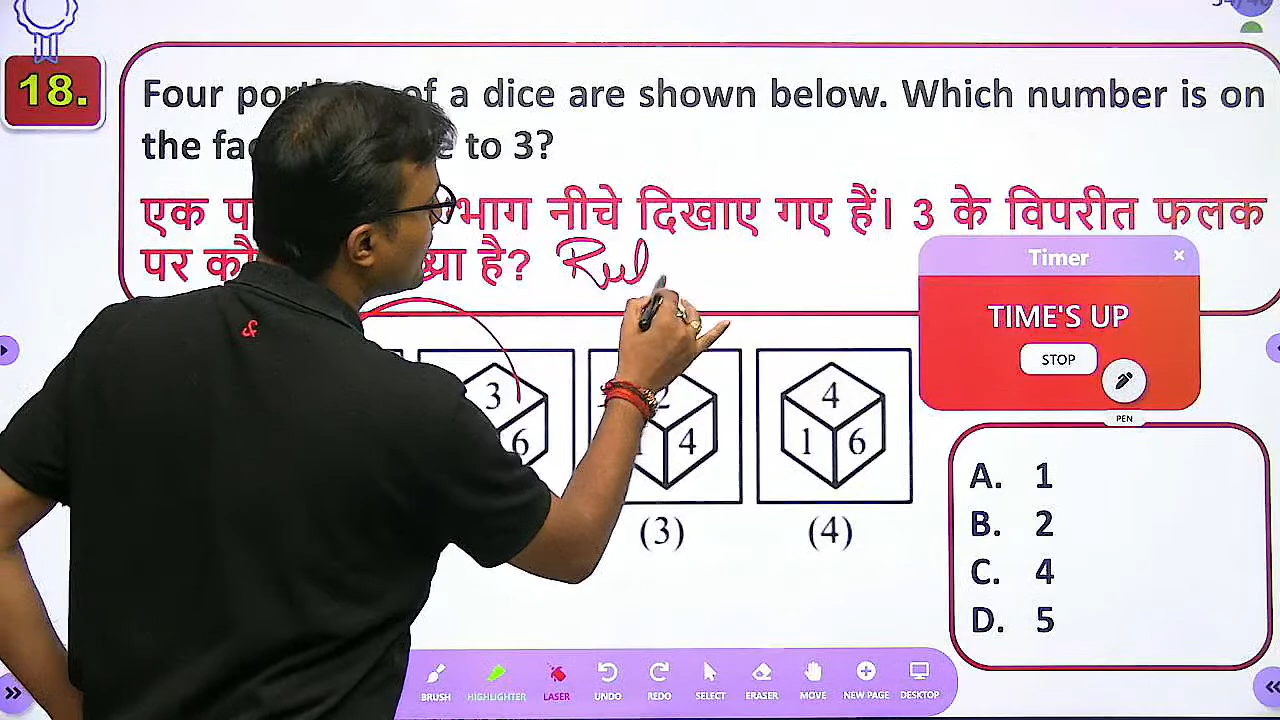 18.
Four of a dice are shown below. Which number is on
the to 3?
एक भाग नीचे दिखाए गए हैं। 3 के विपरीत फलक
पर है?
Timer
TIME'S UP
STOP
PEN
3
6
2
4
4
1
6
(3)
(4)
A. 1
B. 2
C. 4
D. 5
BRUSH
HIGHLIGHTER
LASER
UNDO
REDO
SELECT
ERASER
MOVE
NEW PAGE
DESKTOP